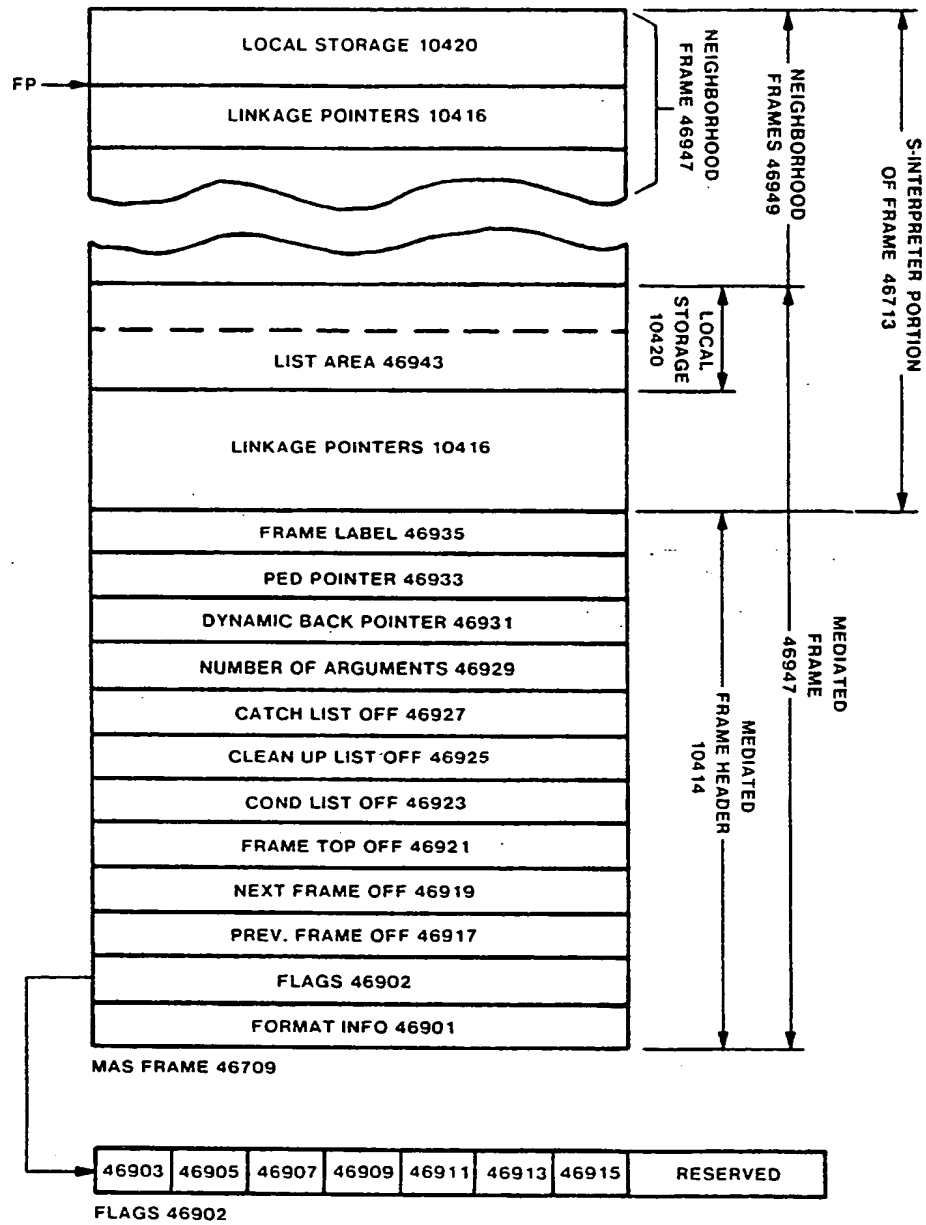 LOCAL STORAGE 10420
FP
LINKAGE POINTERS 10416
NEIGHBORHOOD
FRAME 46947
NEIGHBORHOOD
FRAMES 46949
S-INTERPRETER PORTION
OF FRAME 46713
LIST AREA 46943
LOCAL
STORAGE
10420
LINKAGE POINTERS 10416
FRAME LABEL 46935
PED POINTER 46933
DYNAMIC BACK POINTER 46931
NUMBER OF ARGUMENTS 46929
CATCH LIST OFF 46927
CLEAN UP LIST OFF 46925
COND LIST OFF 46923
FRAME TOP OFF 46921
NEXT FRAME OFF 46919
PREV. FRAME OFF 46917
FLAGS 46902
FORMAT INFO 46901
MEDIATED
FRAME HEADER
10414
MEDIATED
FRAME
46947
MAS FRAME 46709
46903 46905 46907 46909 46911 46913 46915 RESERVED
FLAGS 46902